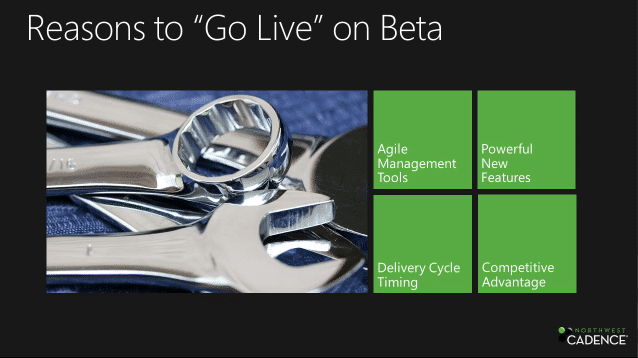 Reasons to “Go Live” on Beta
Agile
Management
Tools
Powerful
New
Features
Delivery Cycle
Timing
Competitive
Advantage
NORTHWEST
CADENCE